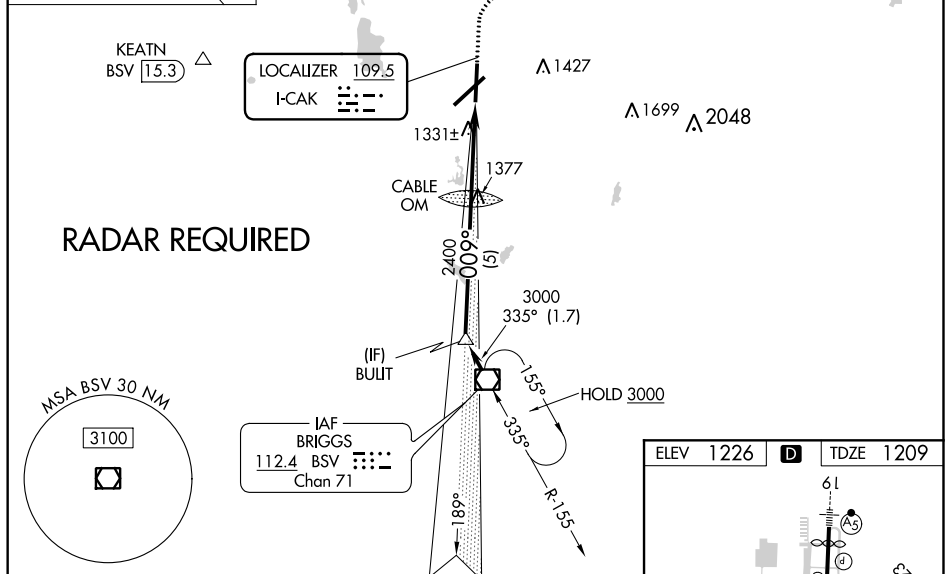 KEATN
BSV 15.3
LOCALIZER 109.5
I-CAK
1427
1699
2048
1331±
1377
CABLE
OM
RADAR REQUIRED
2400
009°
(5)
3000
335° (1.7)
(IF)
BULIT
155°
HOLD 3000
MSA BSV 30 NM
3100
IAF
BRIGGS
112.4 BSV
Chan 71
335°
R-155
189°
ELEV 1226 D TDZE 1209
19
A5
P